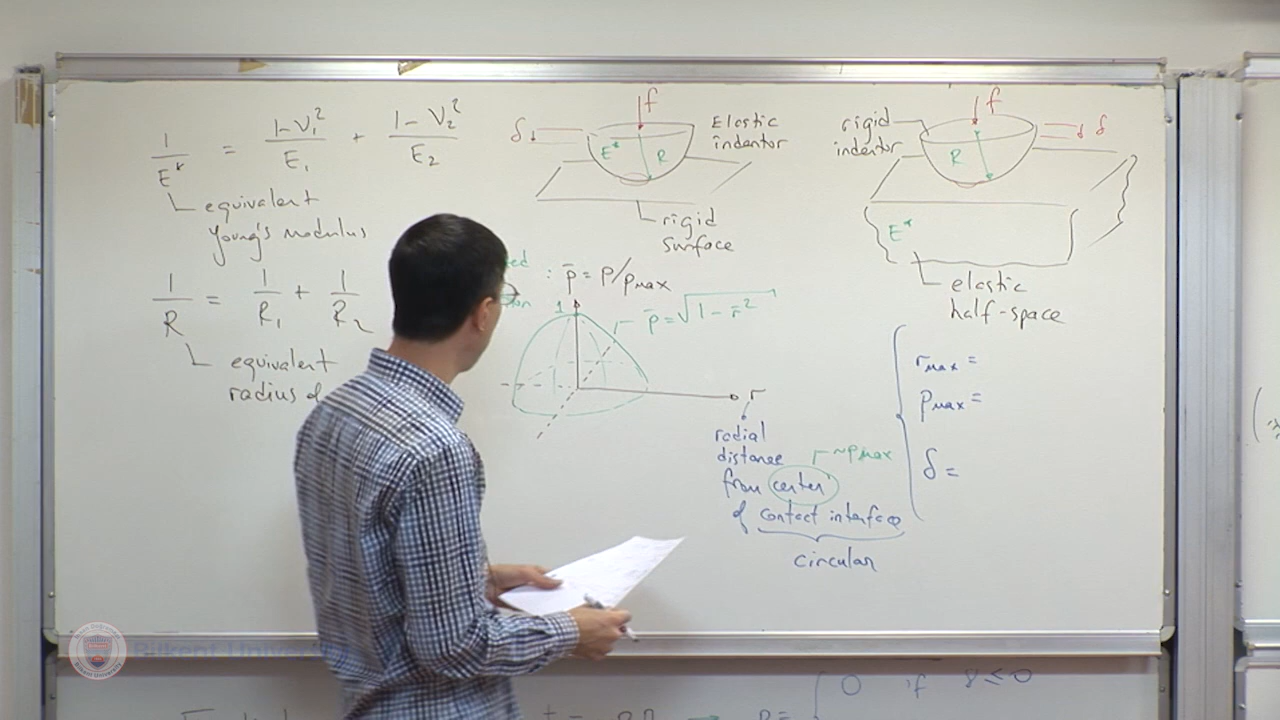 1/E* = (1-ν₁²)/E₁ + (1-ν₂²)/E₂
equivalent
Young's modulus
1/R = 1/R₁ + 1/R₂
equivalent
radius of
δ
f
E*
R
Elastic
indentor
rigid
surface
rigid
indentor
f
δ
R
E*
elastic
half-space
: p̄ = p/pmax
1
p̄ = √(1-r̄²)
r
radial
distance
from center
~pmax
of contact interface
circular
rmax =
pmax =
δ =
Bilkent University
0 if δ ≤ 0